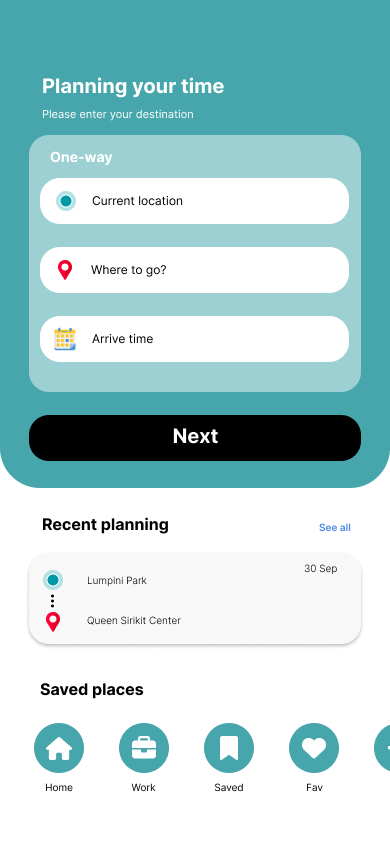 Planning your time
Please enter your destination
One-way
Current location
Where to go?
Arrive time
Next
Recent planning
See all
30 Sep
Lumpini Park
Queen Sirikit Center
Saved places
Home
Work
Saved
Fav